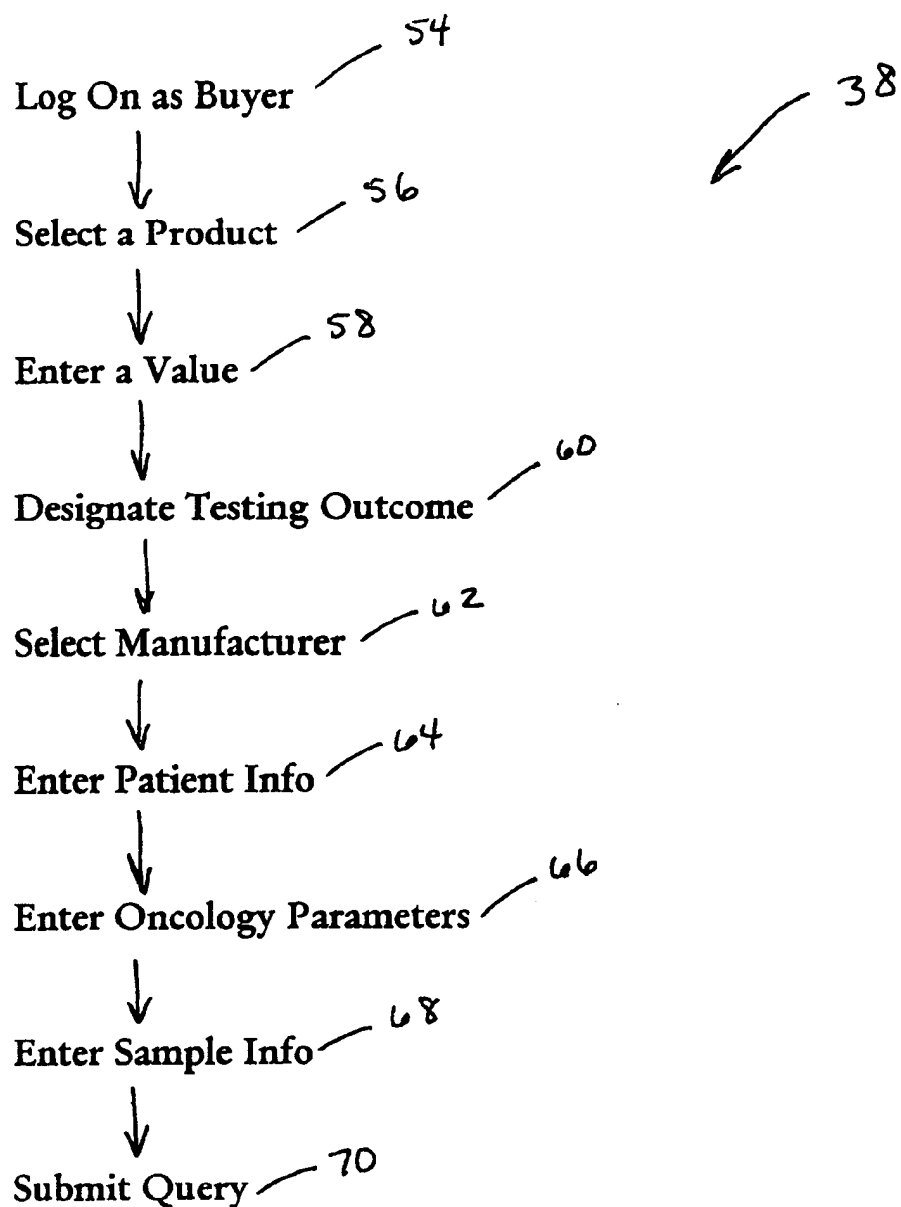 54
Log On as Buyer
38
56
Select a Product
58
Enter a Value
60
Designate Testing Outcome
62
Select Manufacturer
64
Enter Patient Info
66
Enter Oncology Parameters
68
Enter Sample Info
70
Submit Query